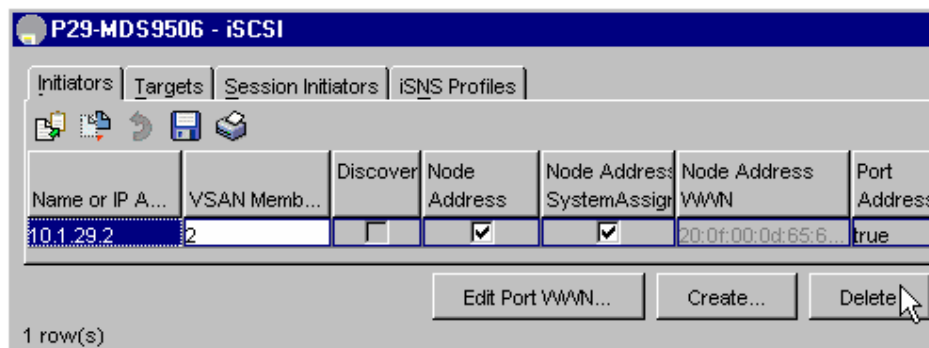 P29-MDS9506 - iSCSI
Initiators Targets Session Initiators iSNS Profiles
Discover Node Node Address Node Address Port
Name or IP A... VSAN Memb... Address SystemAssign WWN Address
10.1.29.2 2 20:0f:00:0d:65:6... true
Edit Port WWN... Create... Delete
1 row(s)